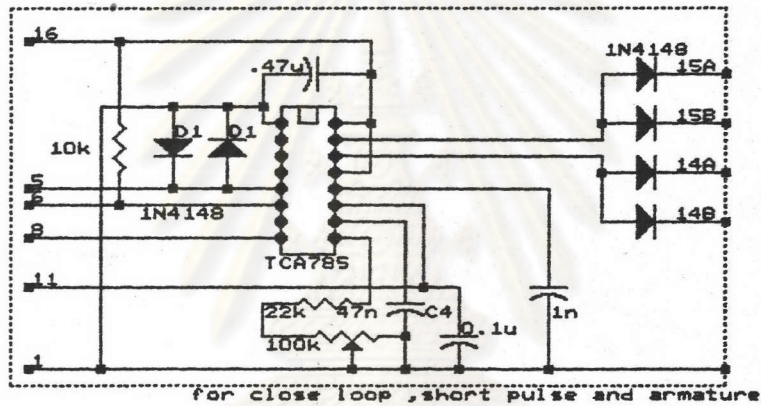 16
.47u
1N4148
15A
D1 D1
15B
10k
14A
5
6
1N4148
14B
8
TCA785
11
22k 47n C4
1n
100k 0.1u
1
for close loop ,short pulse and armature